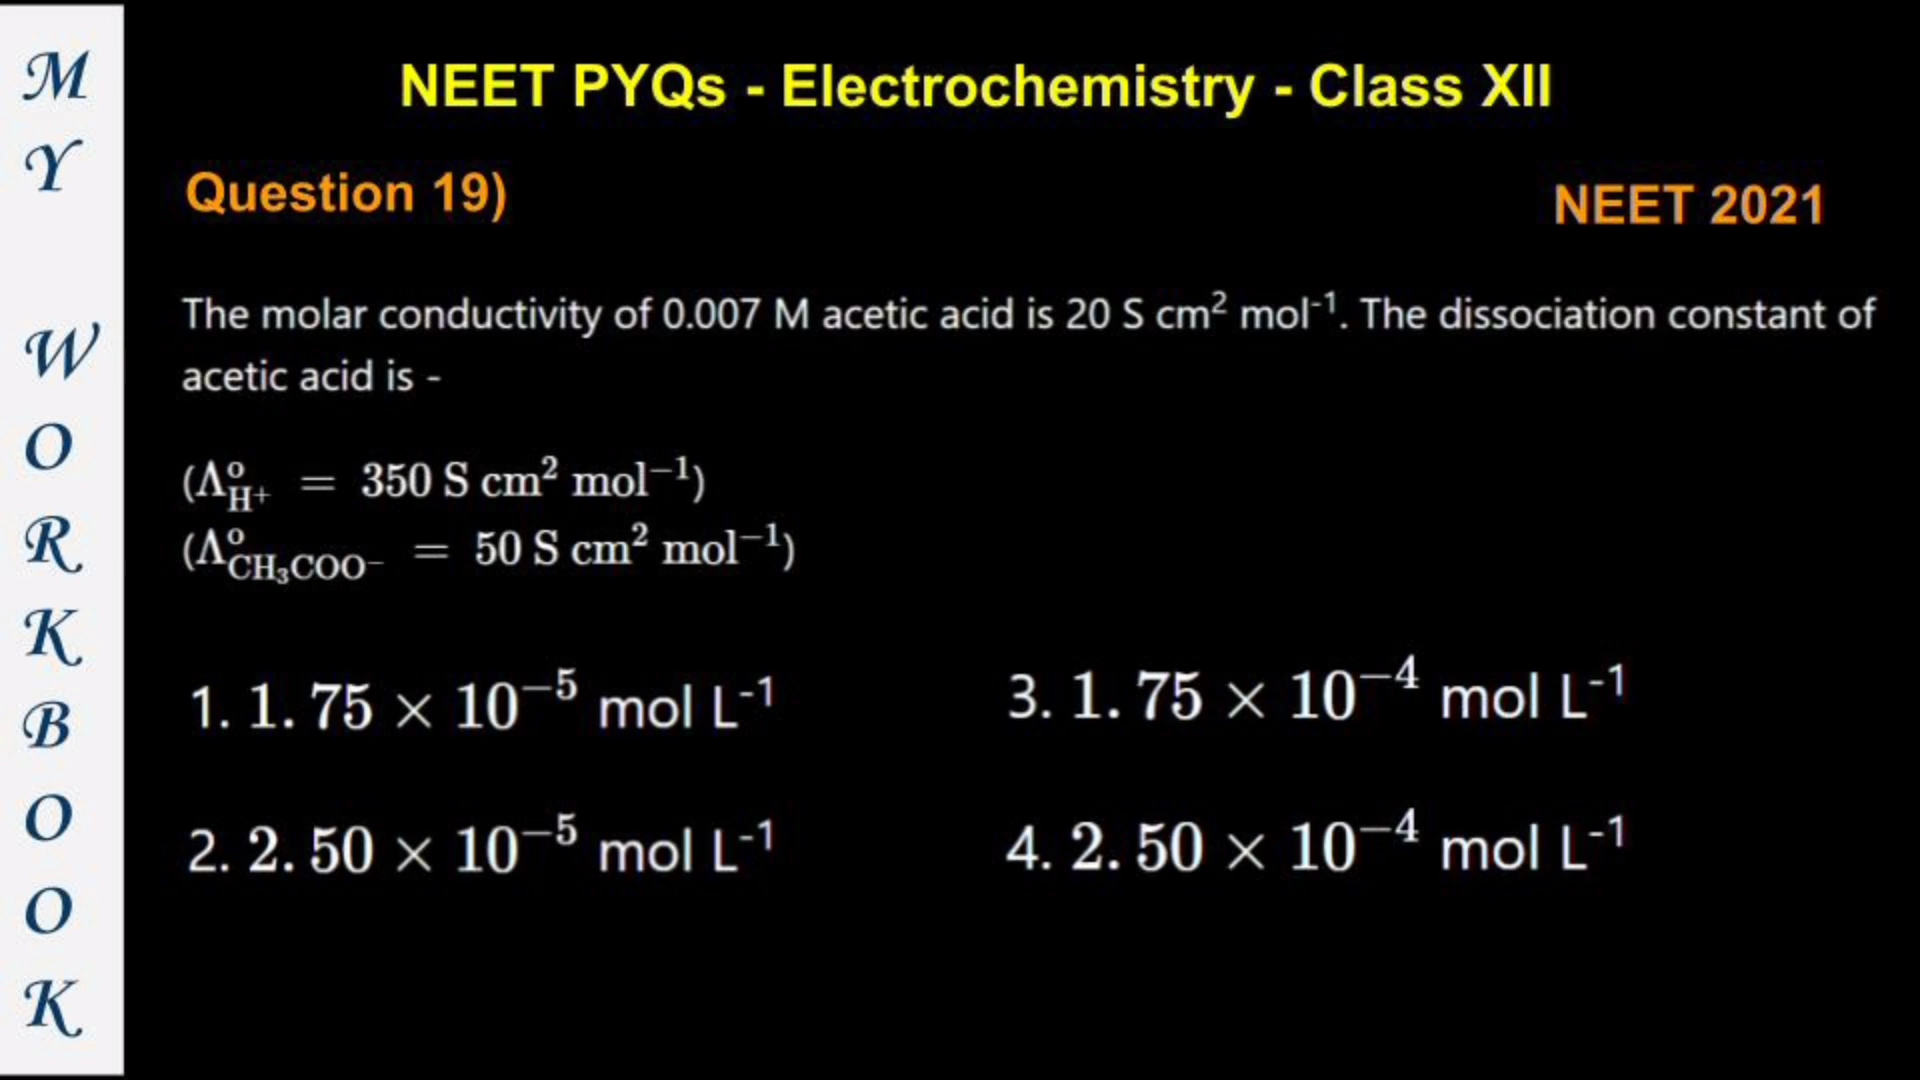 MY WORKBOOK
NEET PYQs - Electrochemistry - Class XII
Question 19)
NEET 2021
The molar conductivity of 0.007 M acetic acid is 20 S cm² mol⁻¹. The dissociation constant of
acetic acid is -
(Λ°H⁺ = 350 S cm² mol⁻¹)
(Λ°CH₃COO⁻ = 50 S cm² mol⁻¹)
1. 1. 75 × 10⁻⁵ mol L⁻¹
3. 1. 75 × 10⁻⁴ mol L⁻¹
2. 2. 50 × 10⁻⁵ mol L⁻¹
4. 2. 50 × 10⁻⁴ mol L⁻¹